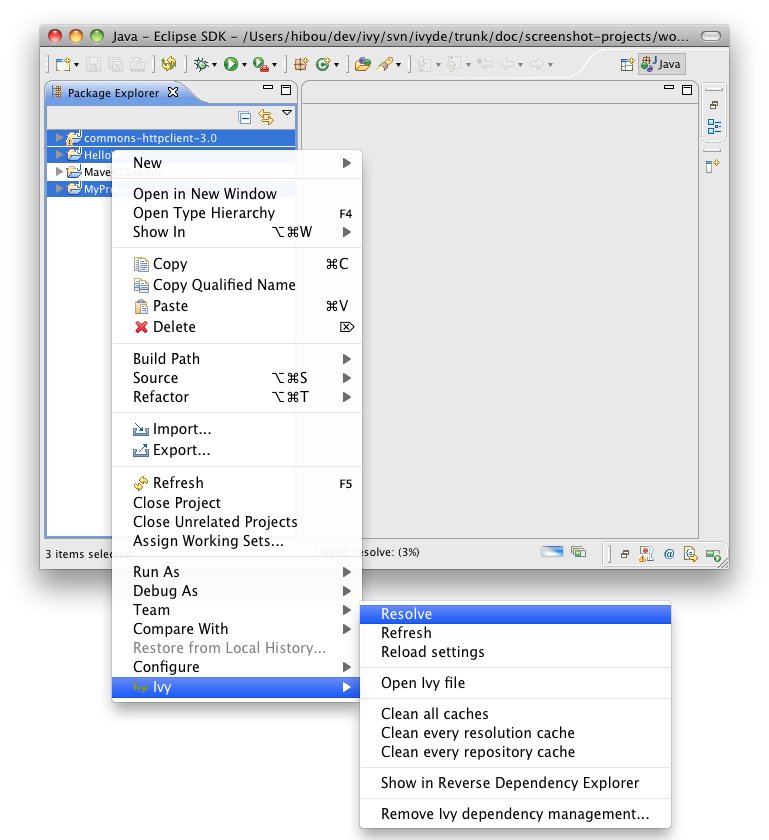 Java - Eclipse SDK - /Users/hibou/dev/ivy/svn/ivyde/trunk/doc/screenshot-projects/wo...
Java
Package Explorer
commons-httpclient-3.0
MyPro
3 items selected
IvyDE resolve: (3%)
New
Open in New Window
Open Type Hierarchy F4
Show In ⌥⌘W
Copy ⌘C
Copy Qualified Name
Paste ⌘V
Delete ⌦
Build Path
Source ⌥⌘S
Refactor ⌥⌘T
Import...
Export...
Refresh F5
Close Project
Close Unrelated Projects
Assign Working Sets...
Run As
Debug As
Team
Compare With
Restore from Local History...
Configure
Ivy
Resolve
Refresh
Reload settings
Open Ivy file
Clean all caches
Clean every resolution cache
Clean every repository cache
Show in Reverse Dependency Explorer
Remove Ivy dependency management...